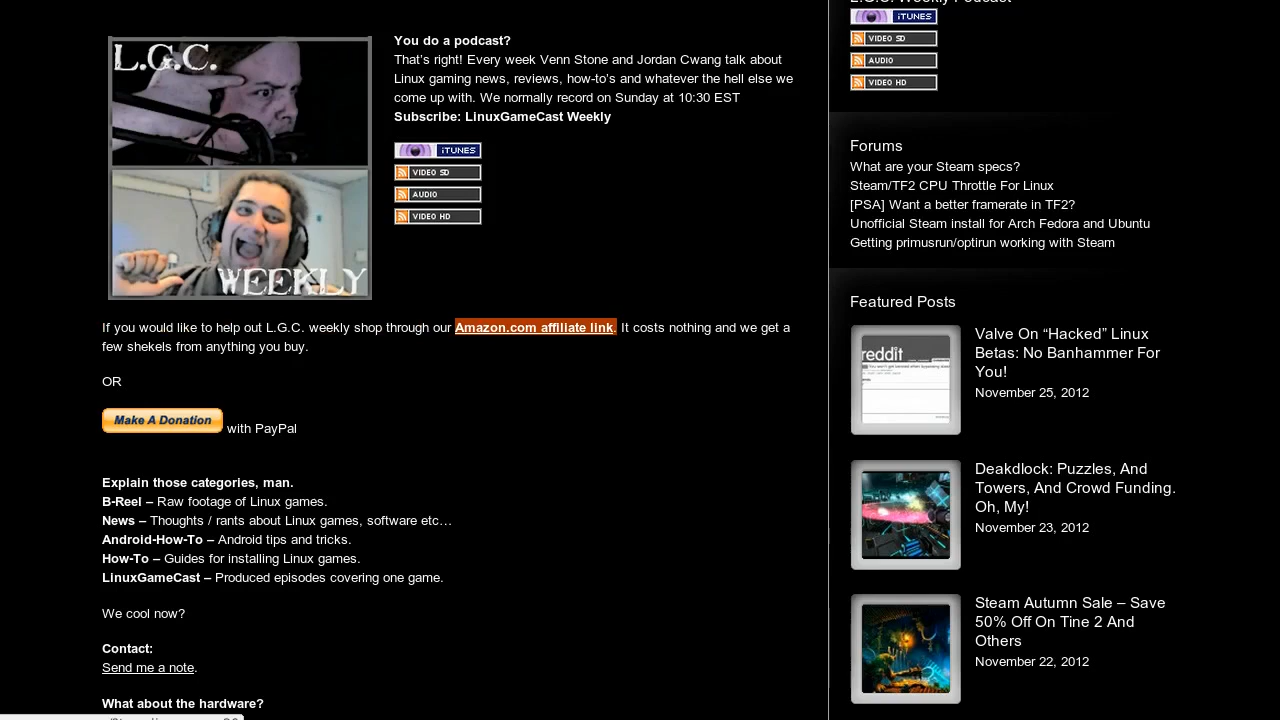 L.G.C.
WEEKLY
You do a podcast?
That's right! Every week Venn Stone and Jordan Cwang talk about
Linux gaming news, reviews, how-to's and whatever the hell else we
come up with. We normally record on Sunday at 10:30 EST
Subscribe: LinuxGameCast Weekly
iTUNES
VIDEO SD
AUDIO
VIDEO HD
If you would like to help out L.G.C. weekly shop through our Amazon.com affiliate link. It costs nothing and we get a
few shekels from anything you buy.
OR
Make A Donation with PayPal
Explain those categories, man.
B-Reel – Raw footage of Linux games.
News – Thoughts / rants about Linux games, software etc…
Android-How-To – Android tips and tricks.
How-To – Guides for installing Linux games.
LinuxGameCast – Produced episodes covering one game.
We cool now?
Contact:
Send me a note.
What about the hardware?
L.G.C. Weekly Podcast
iTUNES
VIDEO SD
AUDIO
VIDEO HD
Forums
What are your Steam specs?
Steam/TF2 CPU Throttle For Linux
[PSA] Want a better framerate in TF2?
Unofficial Steam install for Arch Fedora and Ubuntu
Getting primusrun/optirun working with Steam
Featured Posts
reddit
Valve On “Hacked” Linux
Betas: No Banhammer For
You!
November 25, 2012
Deakdlock: Puzzles, And
Towers, And Crowd Funding.
Oh, My!
November 23, 2012
Steam Autumn Sale – Save
50% Off On Tine 2 And
Others
November 22, 2012